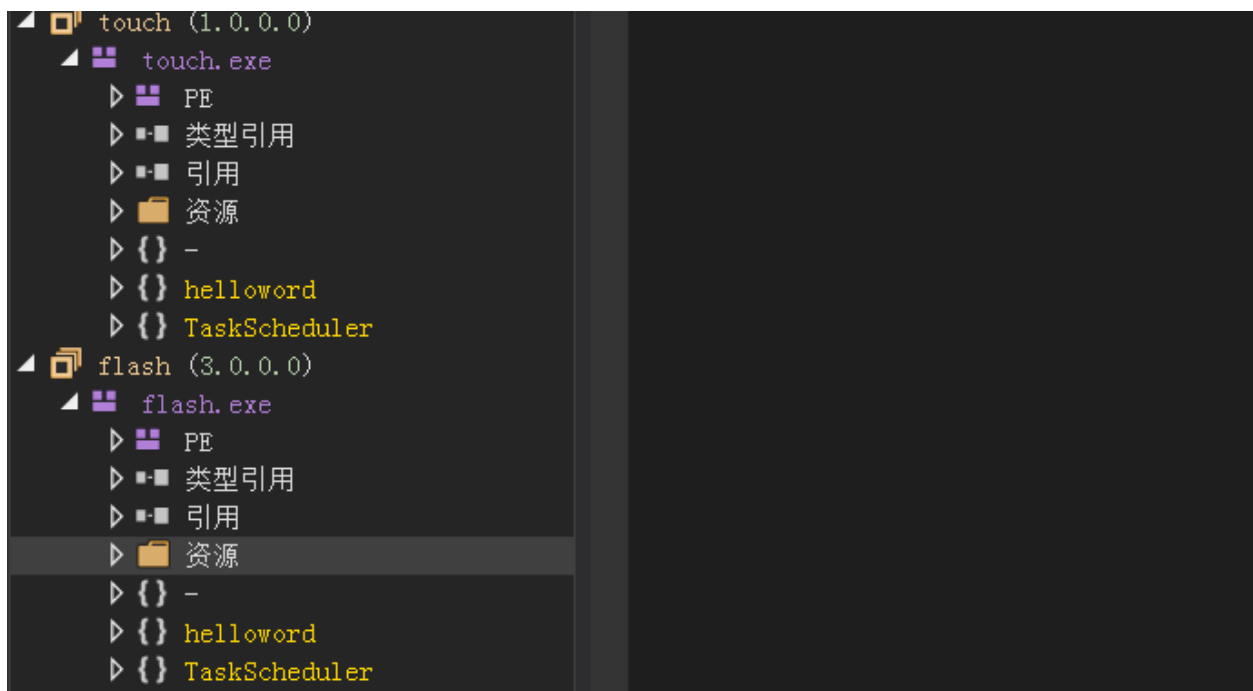 touch (1.0.0.0)
touch.exe
PE
类型引用
引用
资源
{} -
{} helloword
{} TaskScheduler
flash (3.0.0.0)
flash.exe
PE
类型引用
引用
资源
{} -
{} helloword
{} TaskScheduler